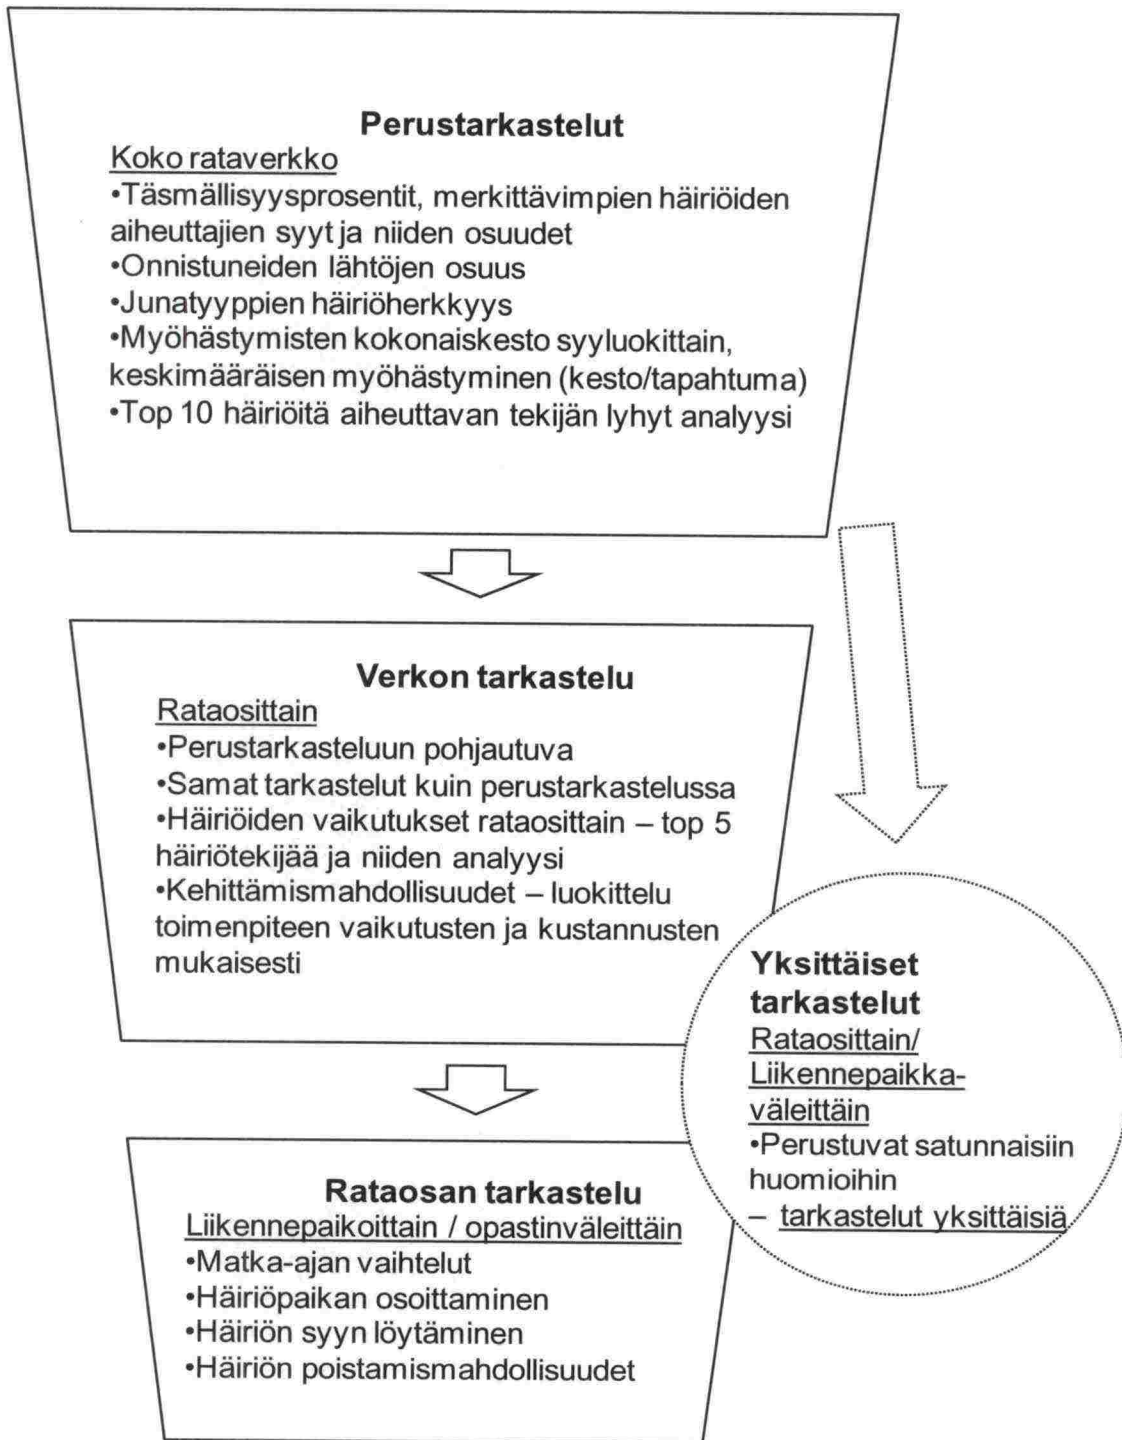 Perustarkastelut
Koko rataverkko
•Täsmällisyysprosentit, merkittävimpien häiriöiden
aiheuttajien syyt ja niiden osuudet
•Onnistuneiden lähtöjen osuus
•Junatyyppien häiriöherkkyys
•Myöhästymisten kokonaiskesto syyluokittain,
keskimääräisen myöhästyminen (kesto/tapahtuma)
•Top 10 häiriöitä aiheuttavan tekijän lyhyt analyysi
Verkon tarkastelu
Rataosittain
•Perustarkasteluun pohjautuva
•Samat tarkastelut kuin perustarkastelussa
•Häiriöiden vaikutukset rataosittain – top 5
häiriötekijää ja niiden analyysi
•Kehittämismahdollisuudet – luokittelu
toimenpiteen vaikutusten ja kustannusten
mukaisesti
Yksittäiset
tarkastelut
Rataosittain/
Liikennepaikka-
väleittäin
•Perustuvat satunnaisiin
huomioihin
– tarkastelut yksittäisiä
Rataosan tarkastelu
Liikennepaikoittain / opastinväleittäin
•Matka-ajan vaihtelut
•Häiriöpaikan osoittaminen
•Häiriön syyn löytäminen
•Häiriön poistamismahdollisuudet